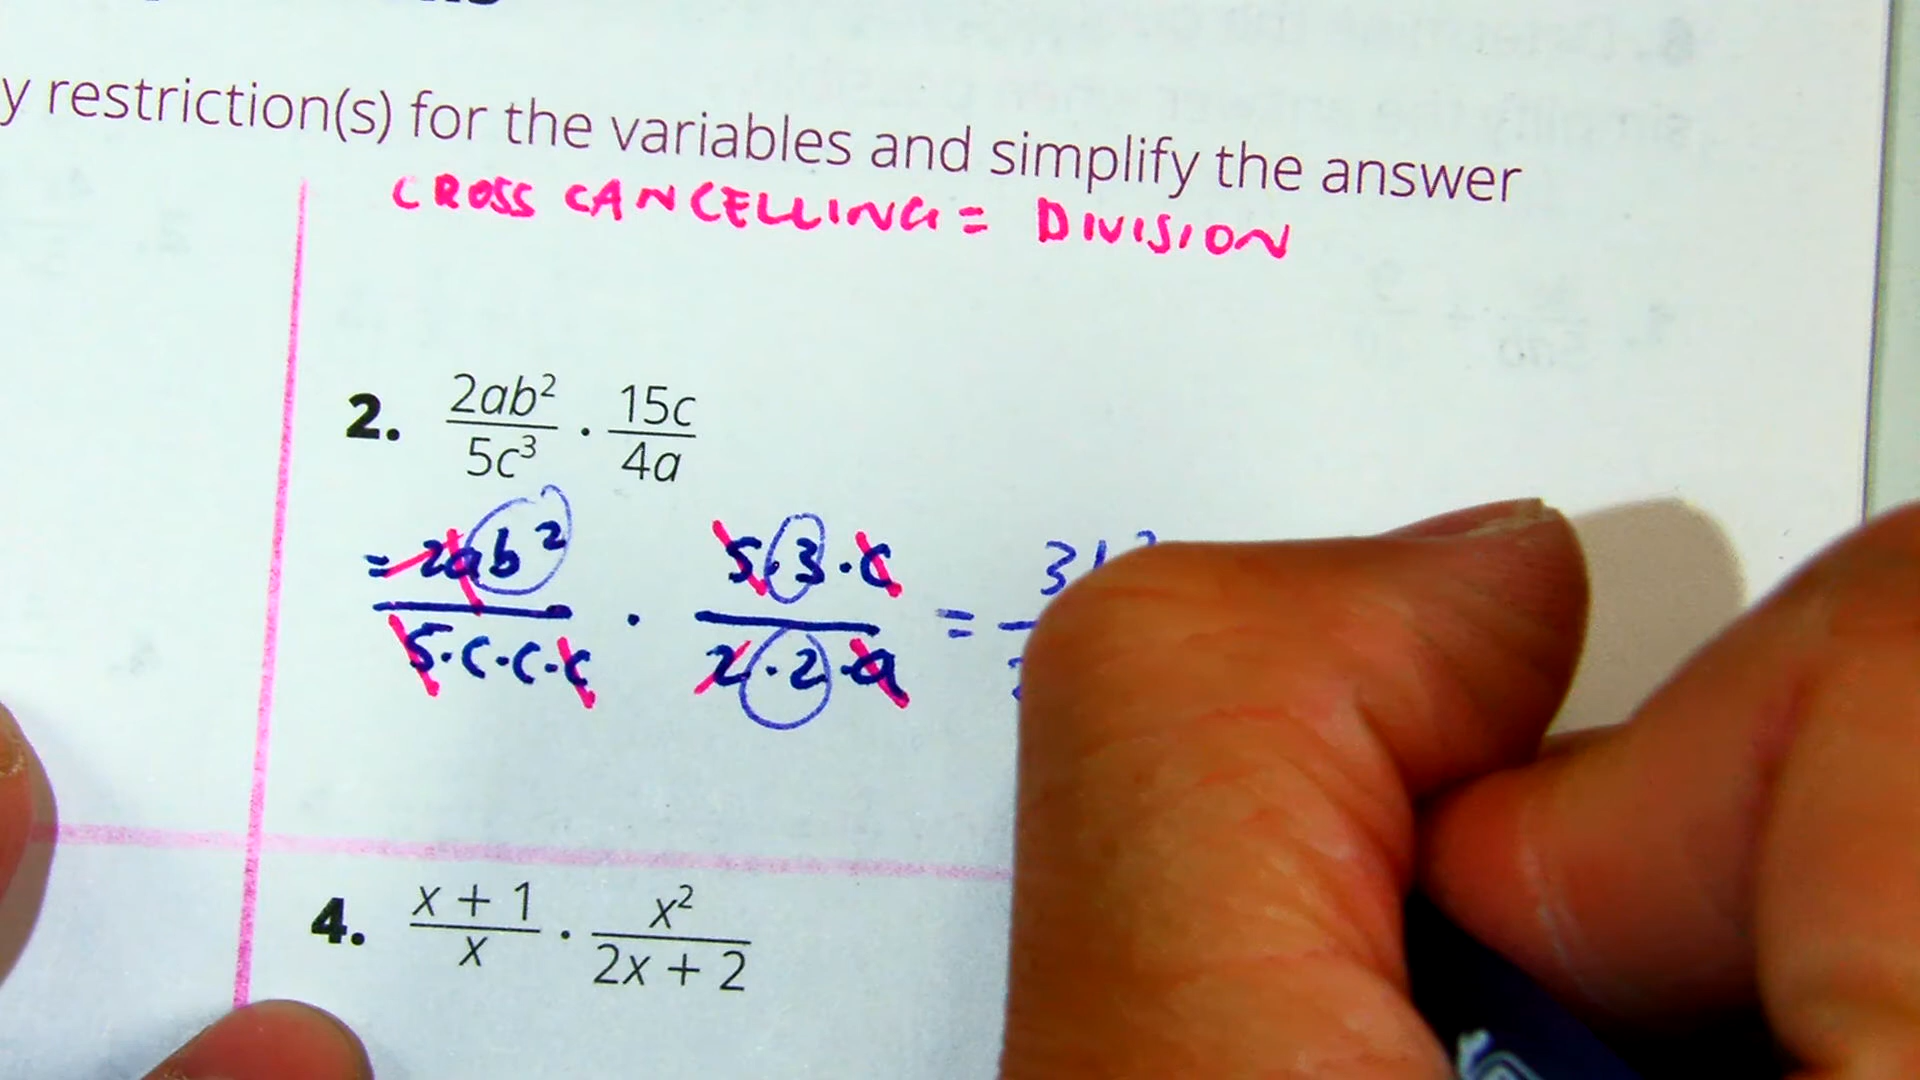 y restriction(s) for the variables and simplify the answer
CROSS CANCELLING = DIVISION
2. 2ab² / 5c³ · 15c / 4a
= 2ab² / 5·c·c·c · 5·3·c / 2·2·a = 3
4. x + 1 / x · x² / 2x + 2